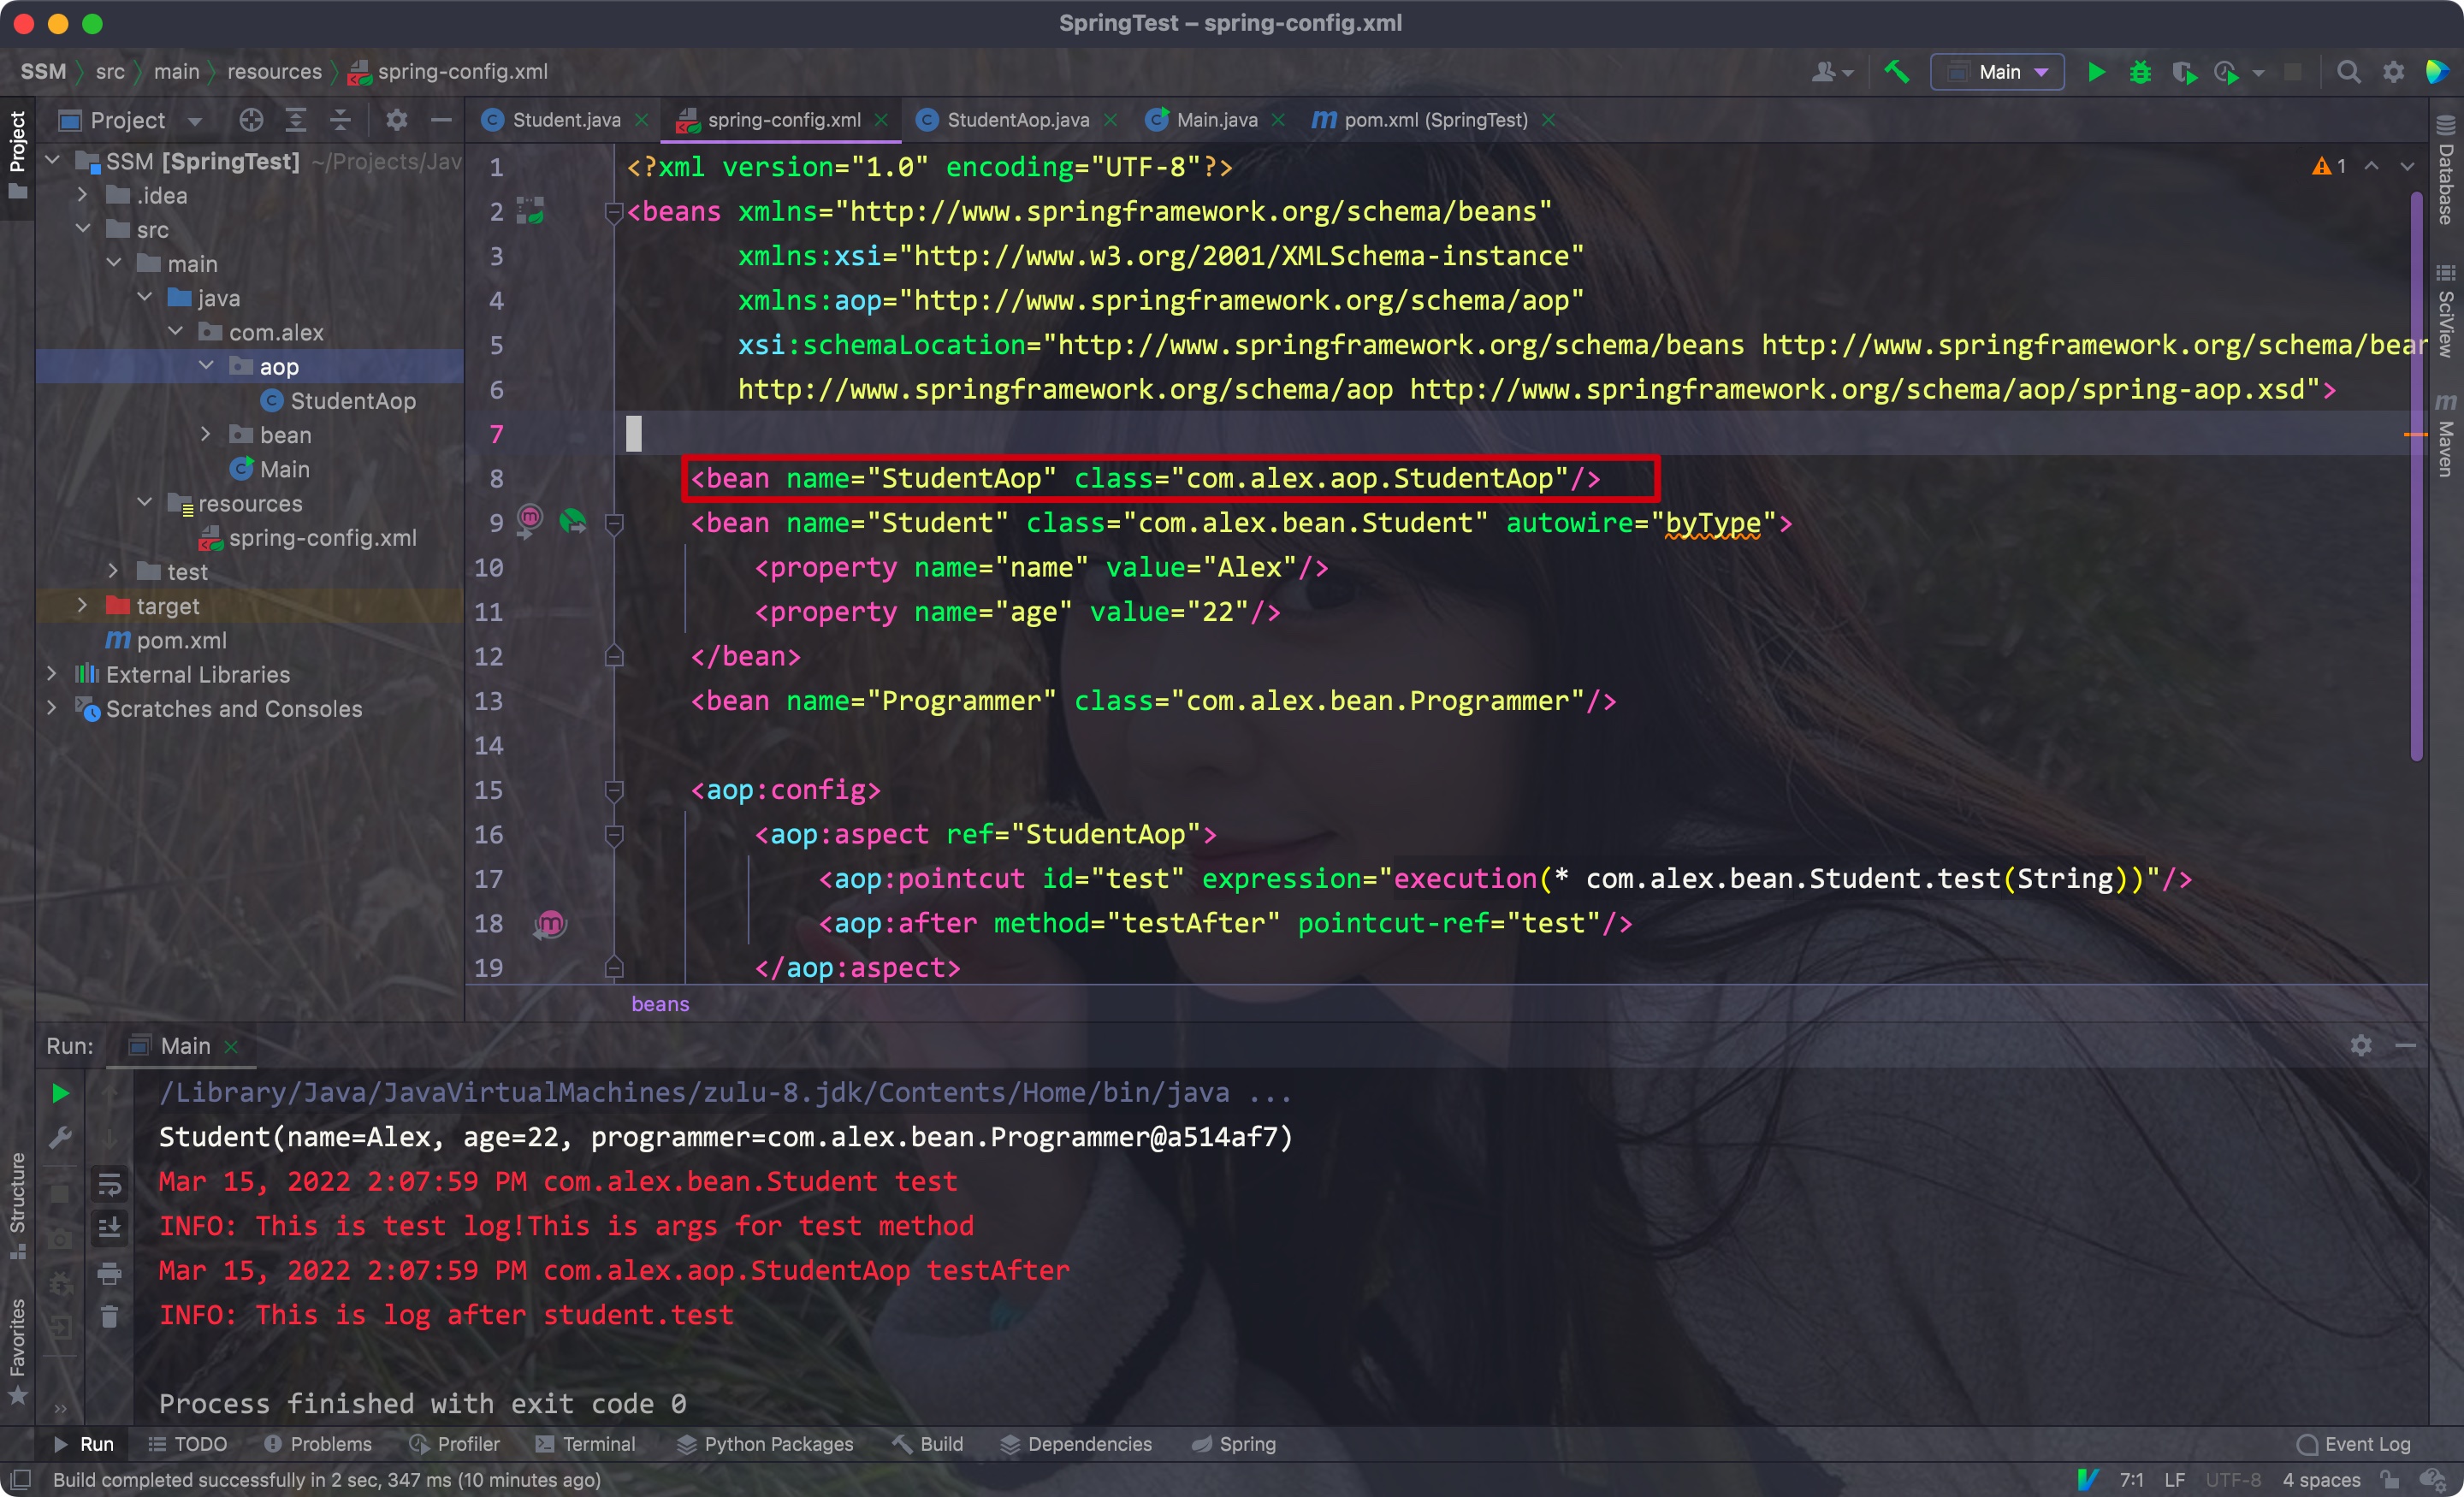 SpringTest – spring-config.xml
SSM src main resources spring-config.xml
Main
Project
Project
Student.java spring-config.xml StudentAop.java Main.java pom.xml (SpringTest)
SSM [SpringTest] ~/Projects/Jav
.idea
src
main
java
com.alex
aop
StudentAop
bean
Main
resources
spring-config.xml
test
target
pom.xml
External Libraries
Scratches and Consoles
1 <?xml version="1.0" encoding="UTF-8"?>
2 <beans xmlns="http://www.springframework.org/schema/beans"
3 xmlns:xsi="http://www.w3.org/2001/XMLSchema-instance"
4 xmlns:aop="http://www.springframework.org/schema/aop"
5 xsi:schemaLocation="http://www.springframework.org/schema/beans http://www.springframework.org/schema/bear
6 http://www.springframework.org/schema/aop http://www.springframework.org/schema/aop/spring-aop.xsd">
7
8 <bean name="StudentAop" class="com.alex.aop.StudentAop"/>
9 <bean name="Student" class="com.alex.bean.Student" autowire="byType">
10 <property name="name" value="Alex"/>
11 <property name="age" value="22"/>
12 </bean>
13 <bean name="Programmer" class="com.alex.bean.Programmer"/>
14
15 <aop:config>
16 <aop:aspect ref="StudentAop">
17 <aop:pointcut id="test" expression="execution(* com.alex.bean.Student.test(String))"/>
18 <aop:after method="testAfter" pointcut-ref="test"/>
19 </aop:aspect>
beans
1
Database
SciView
Maven
Run: Main
/Library/Java/JavaVirtualMachines/zulu-8.jdk/Contents/Home/bin/java ...
Student(name=Alex, age=22, programmer=com.alex.bean.Programmer@a514af7)
Mar 15, 2022 2:07:59 PM com.alex.bean.Student test
INFO: This is test log!This is args for test method
Mar 15, 2022 2:07:59 PM com.alex.aop.StudentAop testAfter
INFO: This is log after student.test
Process finished with exit code 0
Structure
Favorites
Run TODO Problems Profiler Terminal Python Packages Build Dependencies Spring Event Log
Build completed successfully in 2 sec, 347 ms (10 minutes ago) 7:1 LF UTF-8 4 spaces